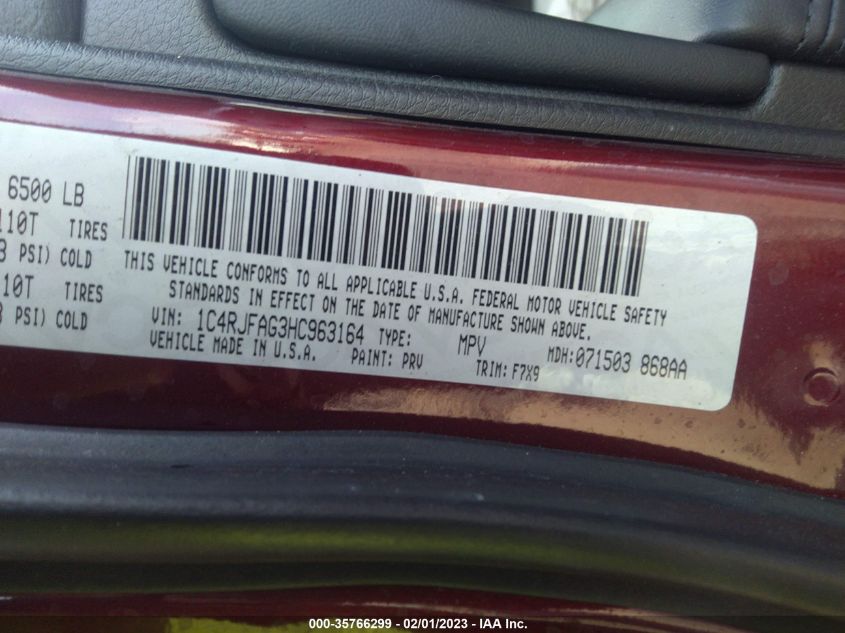 6500 LB
110T TIRES
PSI) COLD
10T TIRES
PSI) COLD
THIS VEHICLE CONFORMS TO ALL APPLICABLE U.S.A. FEDERAL MOTOR VEHICLE SAFETY
STANDARDS IN EFFECT ON THE DATE OF MANUFACTURE SHOWN ABOVE.
VIN: 1C4RJFAG3HC963164 TYPE: MPV MDH:071503 868AA
VEHICLE MADE IN U.S.A. PAINT: PRV TRIM: F7X9
000-35766299 - 02/01/2023 - IAA Inc.